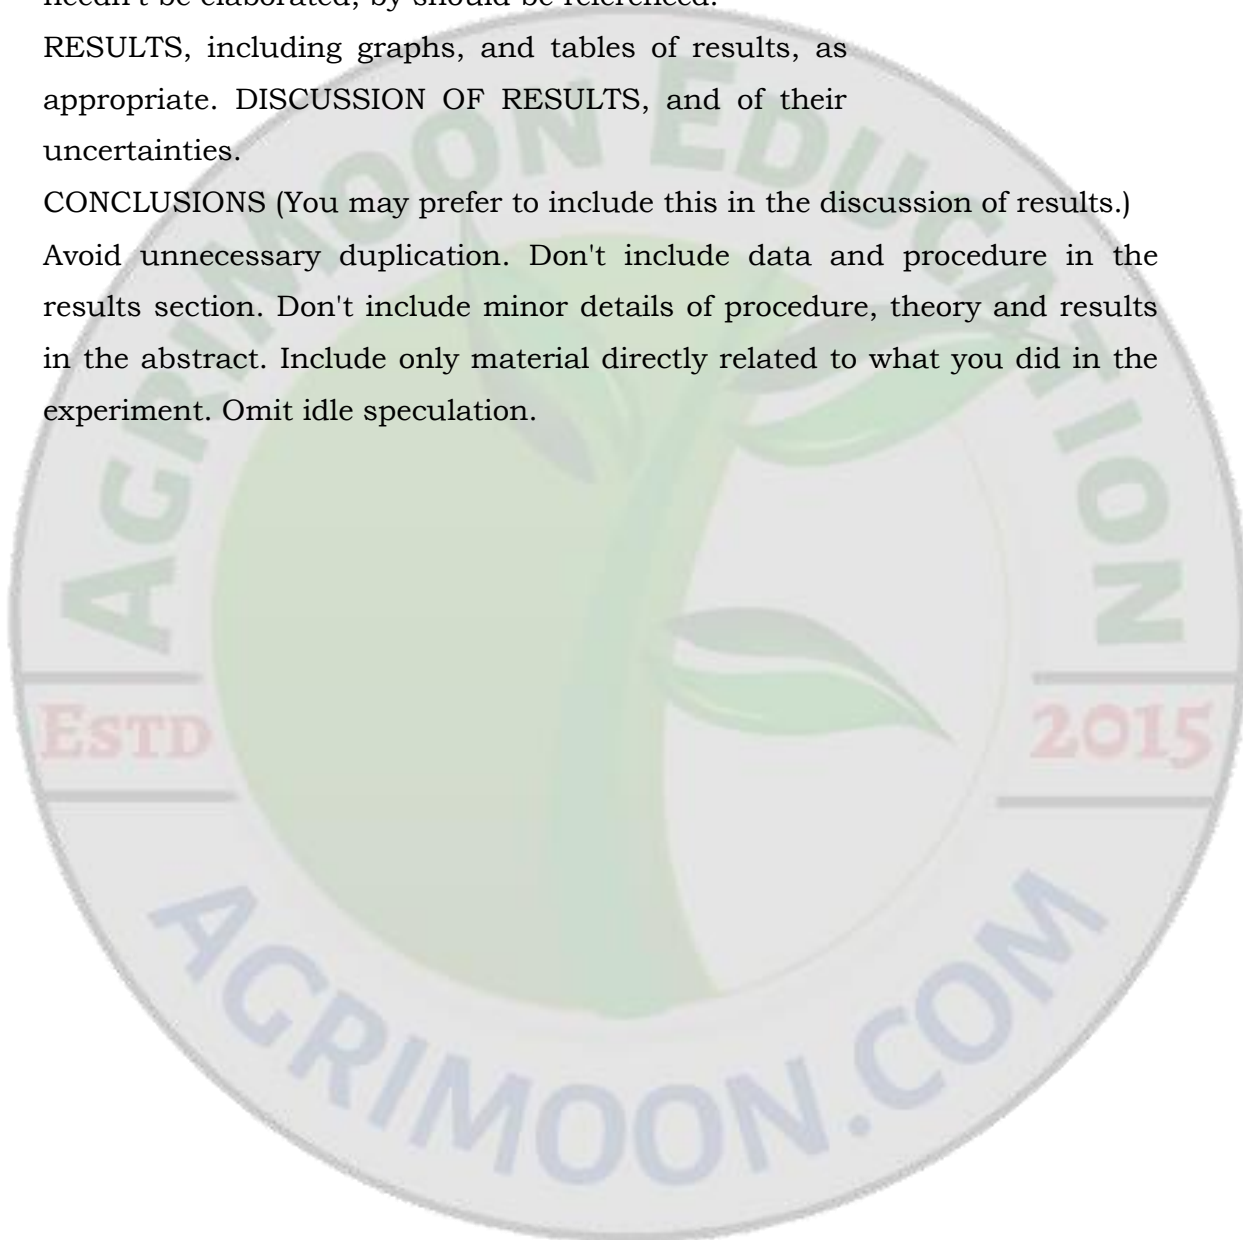 needn't be elaborated, by should be referenced.
RESULTS, including graphs, and tables of results, as
appropriate. DISCUSSION OF RESULTS, and of their
uncertainties.
CONCLUSIONS (You may prefer to include this in the discussion of results.)
Avoid unnecessary duplication. Don't include data and procedure in the
results section. Don't include minor details of procedure, theory and results
in the abstract. Include only material directly related to what you did in the
experiment. Omit idle speculation.
AGRIMOON EDUCATION
ESTD
2015
AGRIMOON.COM